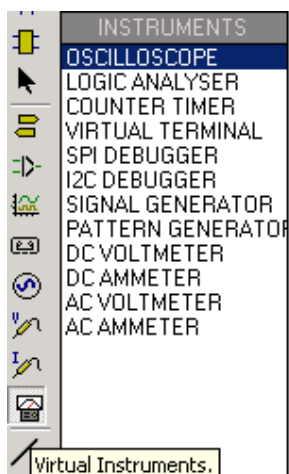 INSTRUMENTS
OSCILLOSCOPE
LOGIC ANALYSER
COUNTER TIMER
VIRTUAL TERMINAL
SPI DEBUGGER
I2C DEBUGGER
SIGNAL GENERATOR
PATTERN GENERATOR
DC VOLTMETER
DC AMMETER
AC VOLTMETER
AC AMMETER
V
I
Virtual Instruments.